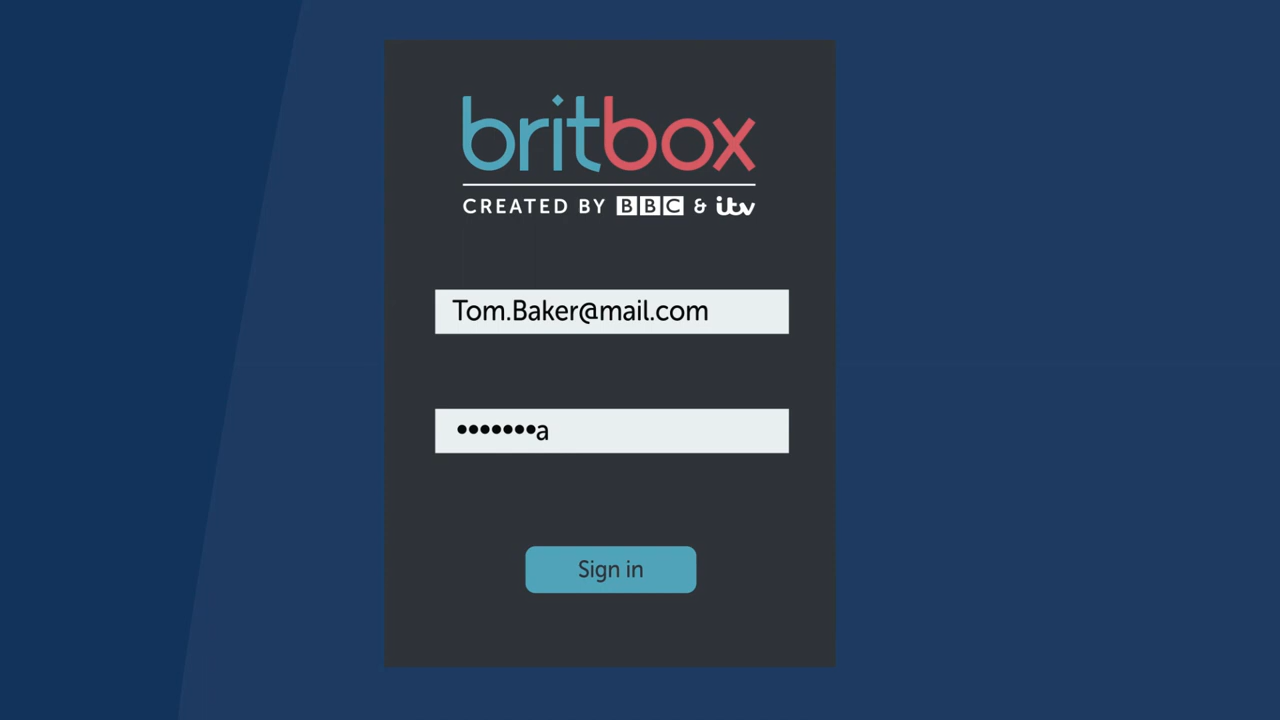 britbox
CREATED BY BBC & itv
Tom.Baker@mail.com
•••••••a
Sign in